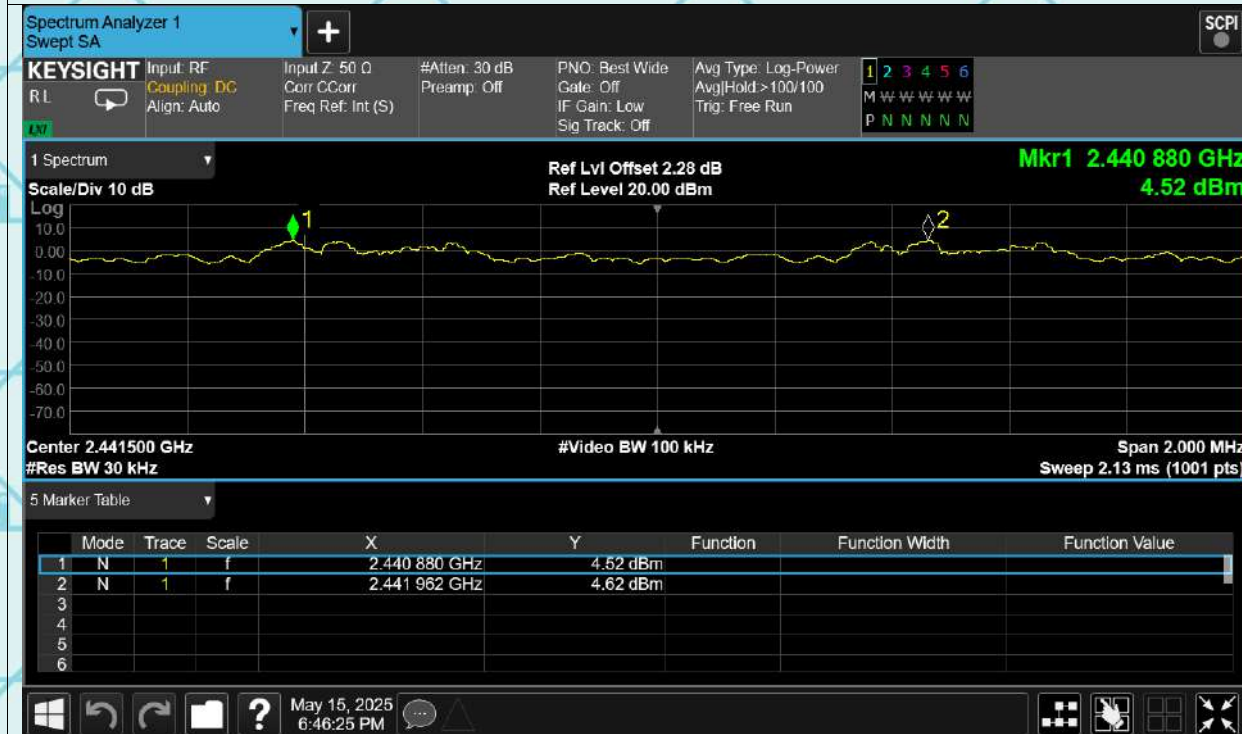 Spectrum Analyzer 1
Swept SA
+
SCPI
KEYSIGHT
RL
LXI
Input: RF
Coupling: DC
Align: Auto
Input Z: 50 Ω
Corr CCorr
Freq Ref: Int (S)
#Atten: 30 dB
Preamp: Off
PNO: Best Wide
Gate: Off
IF Gain: Low
Sig Track: Off
Avg Type: Log-Power
Avg|Hold:>100/100
Trig: Free Run
1 2 3 4 5 6
M W W W W W
P N N N N N
1 Spectrum
Scale/Div 10 dB
Ref Lvl Offset 2.28 dB
Ref Level 20.00 dBm
Mkr1 2.440 880 GHz
4.52 dBm
Log
10.0
0.00
-10.0
-20.0
-30.0
-40.0
-50.0
-60.0
-70.0
1
2
Center 2.441500 GHz
#Video BW 100 kHz
Span 2.000 MHz
#Res BW 30 kHz
Sweep 2.13 ms (1001 pts)
5 Marker Table
Mode Trace Scale X Y Function Function Width Function Value
1 N 1 f 2.440 880 GHz 4.52 dBm
2 N 1 f 2.441 962 GHz 4.62 dBm
3
4
5
6
?
May 15, 2025
6:46:25 PM